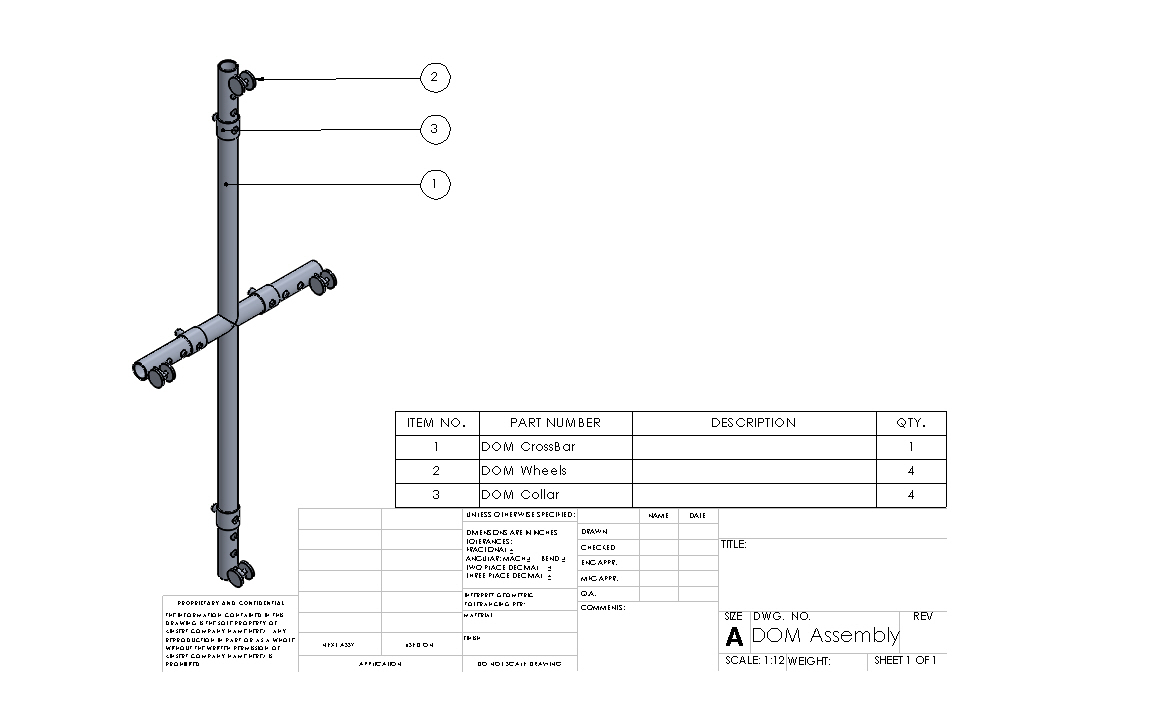 2
3
1
ITEM NO. PART NUMBER DESCRIPTION QTY.
1 DOM CrossBar 1
2 DOM Wheels 4
3 DOM Collar 4
UNLESS OTHERWISE SPECIFIED:
DIMENSIONS ARE IN INCHES
TOLERANCES:
FRACTIONAL ±
ANGULAR: MACH ± BEND ±
TWO PLACE DECIMAL ±
THREE PLACE DECIMAL ±
INTERPRET GEOMETRIC
TOLERANCING PER:
MATERIAL
FINISH
DO NOT SCALE DRAWING
NAME DATE
DRAWN
CHECKED
ENG APPR.
MFG APPR.
Q.A.
COMMENTS:
TITLE:
SIZE DWG. NO. REV
A DOM Assembly
SCALE: 1:12 WEIGHT: SHEET 1 OF 1
PROPRIETARY AND CONFIDENTIAL
THE INFORMATION CONTAINED IN THIS
DRAWING IS THE SOLE PROPERTY OF
<INSERT COMPANY NAME HERE>. ANY
REPRODUCTION IN PART OR AS A WHOLE
WITHOUT THE WRITTEN PERMISSION OF
<INSERT COMPANY NAME HERE> IS
PROHIBITED.
NEXT ASSY USED ON
APPLICATION